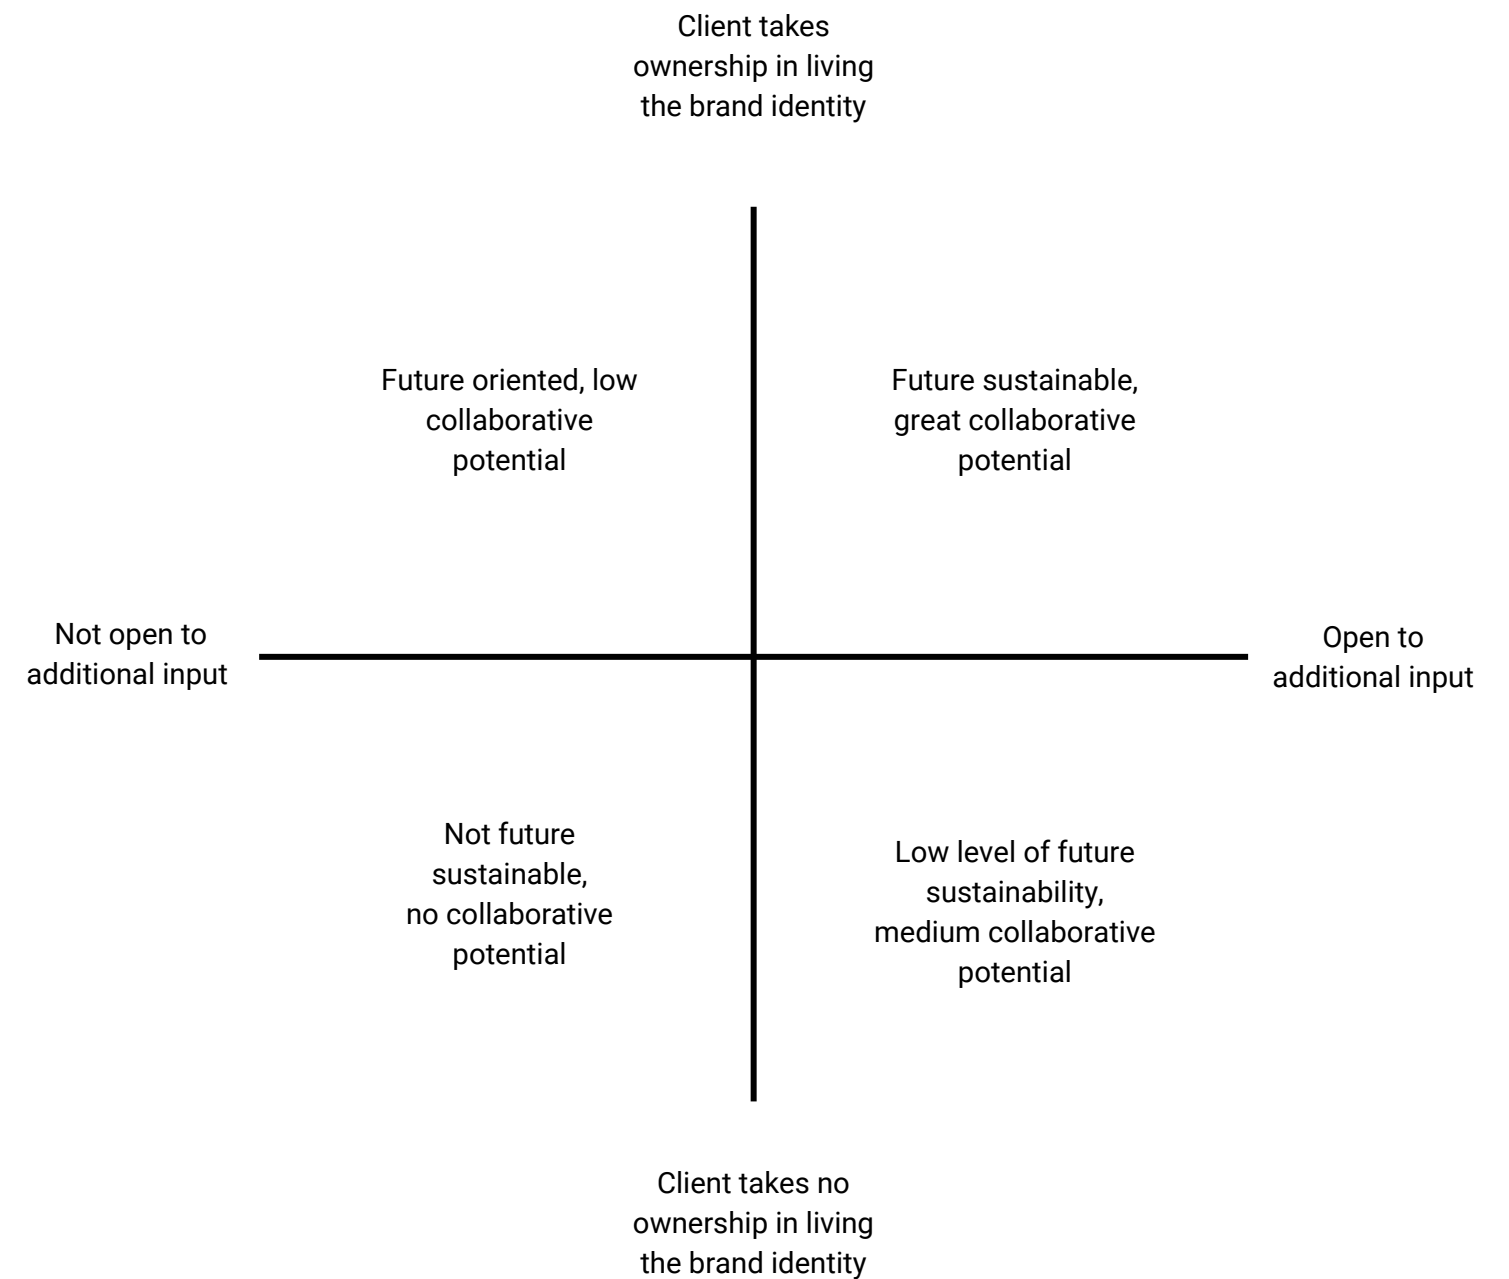 Client takes
ownership in living
the brand identity
Future oriented, low
collaborative
potential
Future sustainable,
great collaborative
potential
Not open to
additional input
Open to
additional input
Not future
sustainable,
no collaborative
potential
Low level of future
sustainability,
medium collaborative
potential
Client takes no
ownership in living
the brand identity